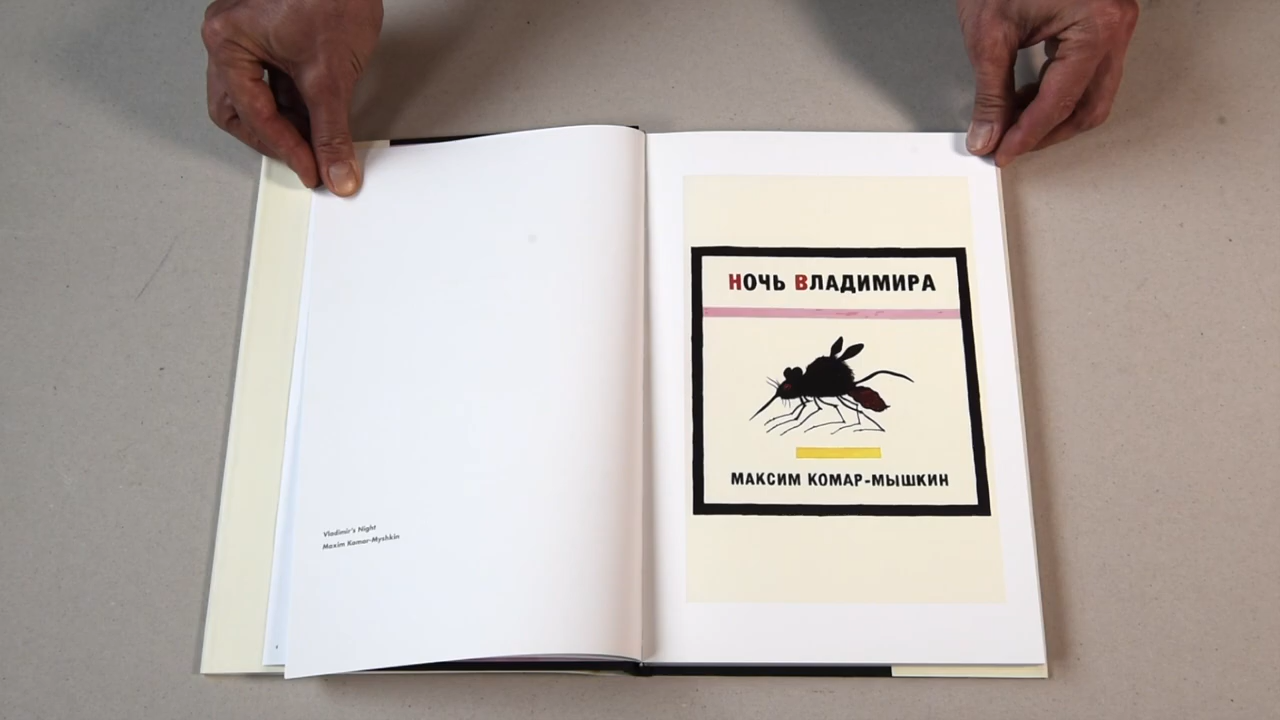 Vladimir's Night
Maxim Komar-Myshkin
НОЧЬ ВЛАДИМИРА
МАКСИМ КОМАР-МЫШКИН